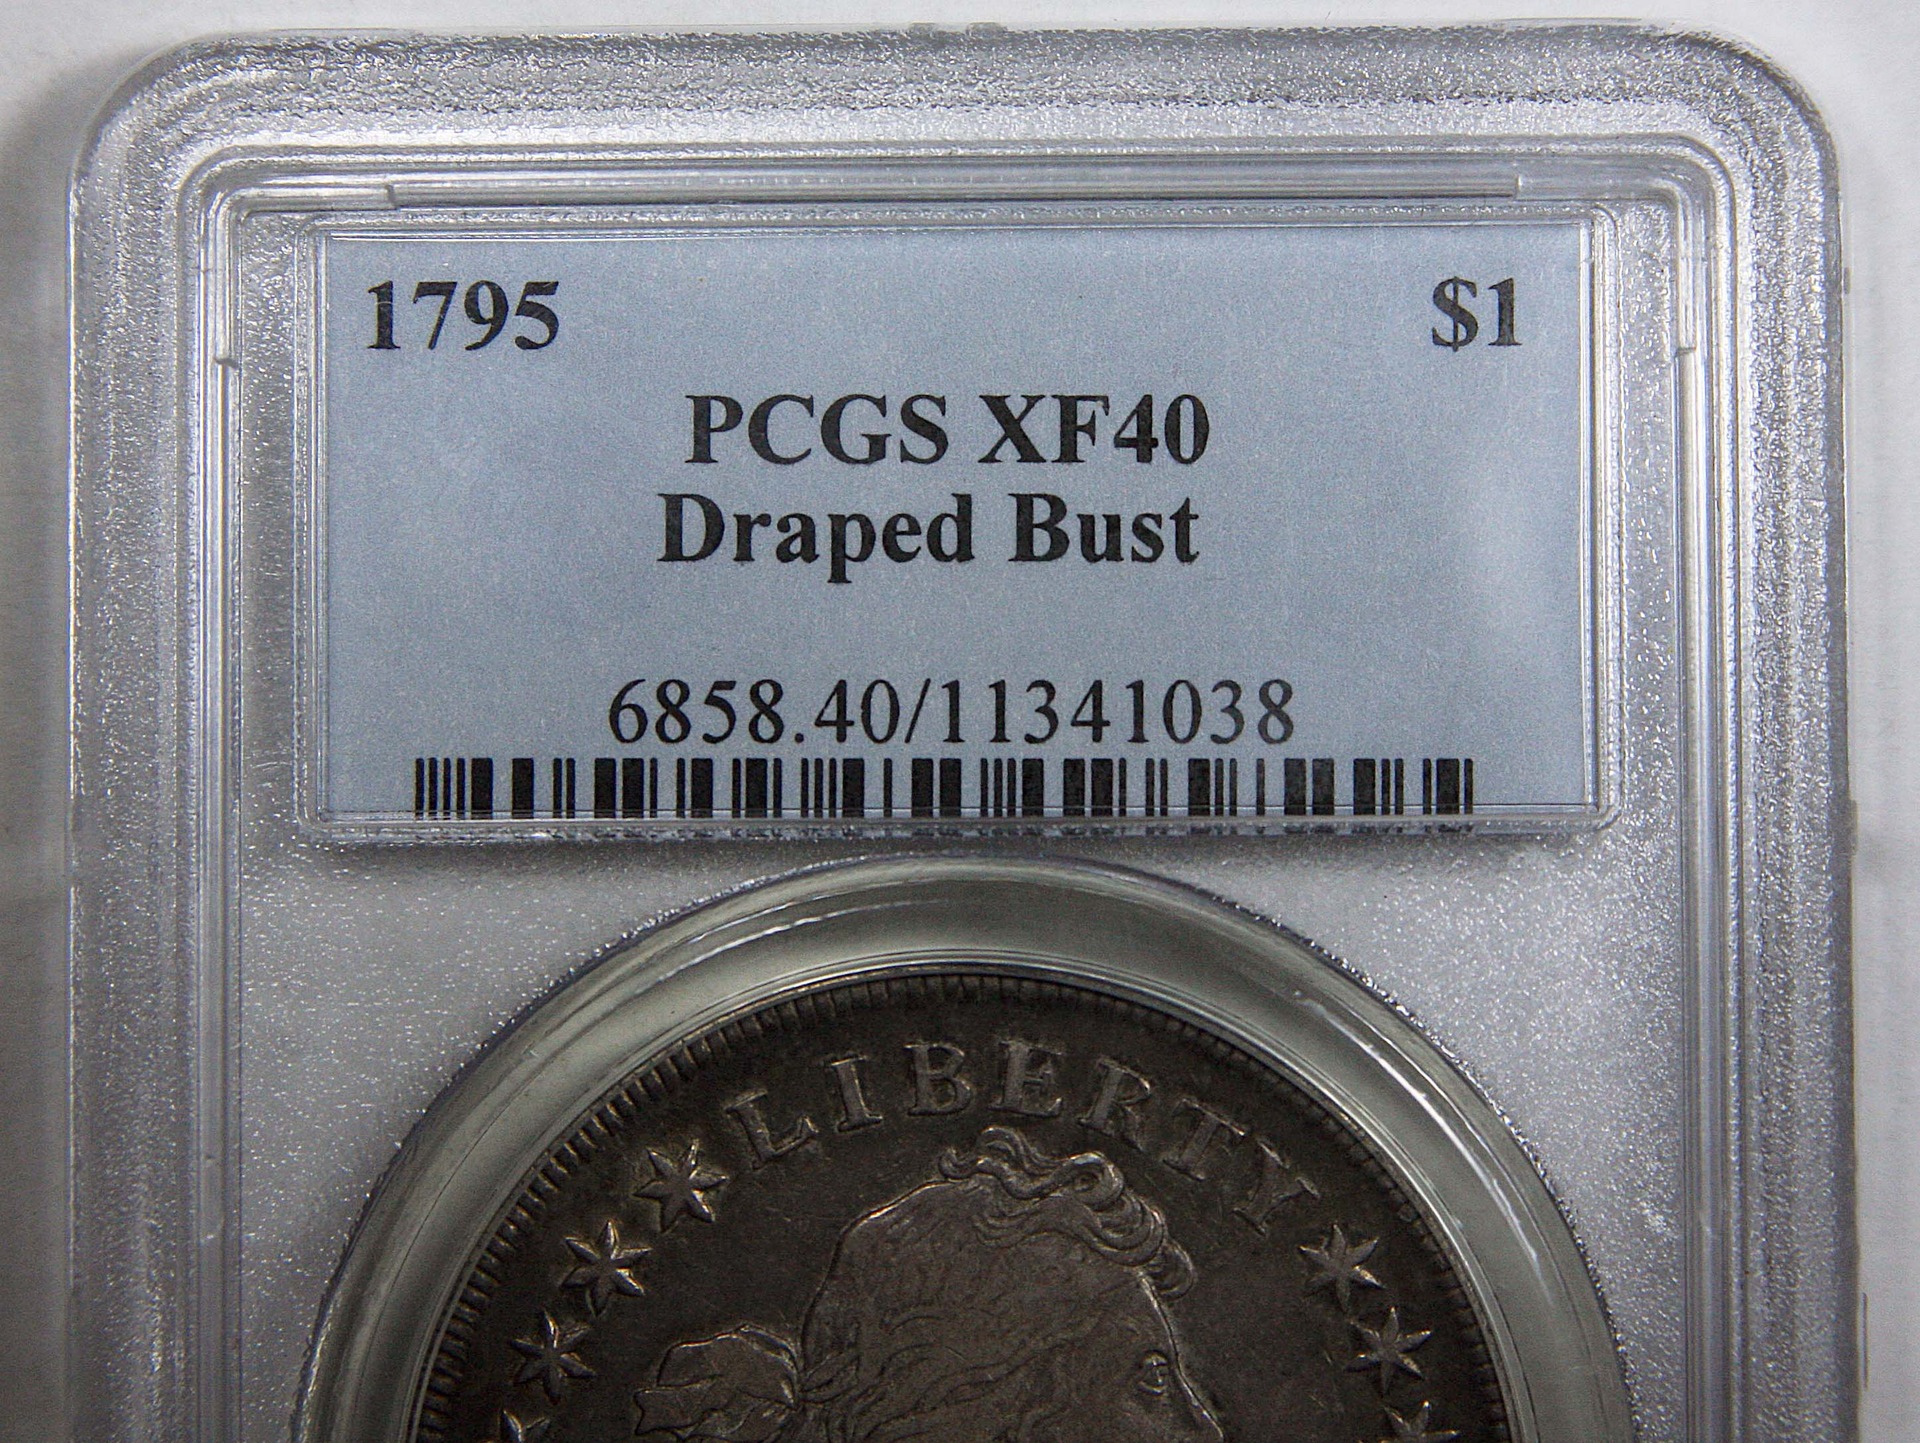 1795 $1
PCGS XF40
Draped Bust
6858.40/11341038
LIBERTY